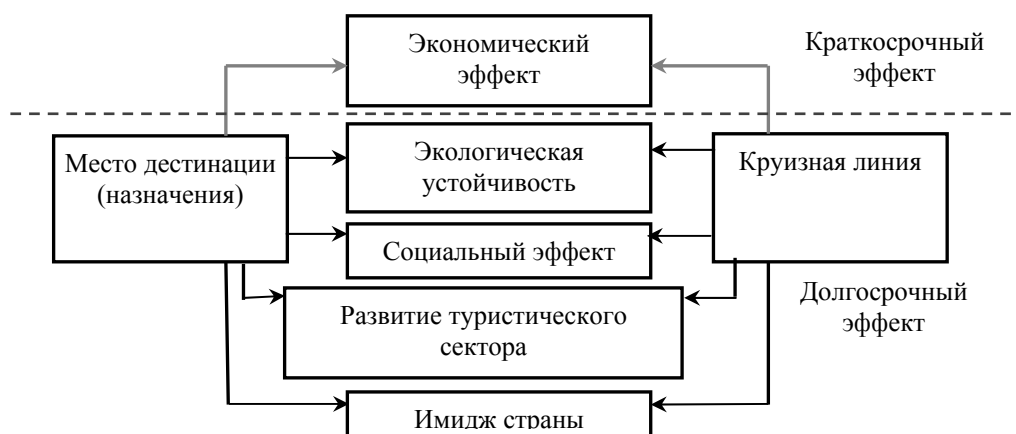 Экономический
эффект
Краткосрочный
эффект
Место дестинации
(назначения)
Экологическая
устойчивость
Круизная линия
Социальный эффект
Развитие туристического
сектора
Долгосрочный
эффект
Имидж страны